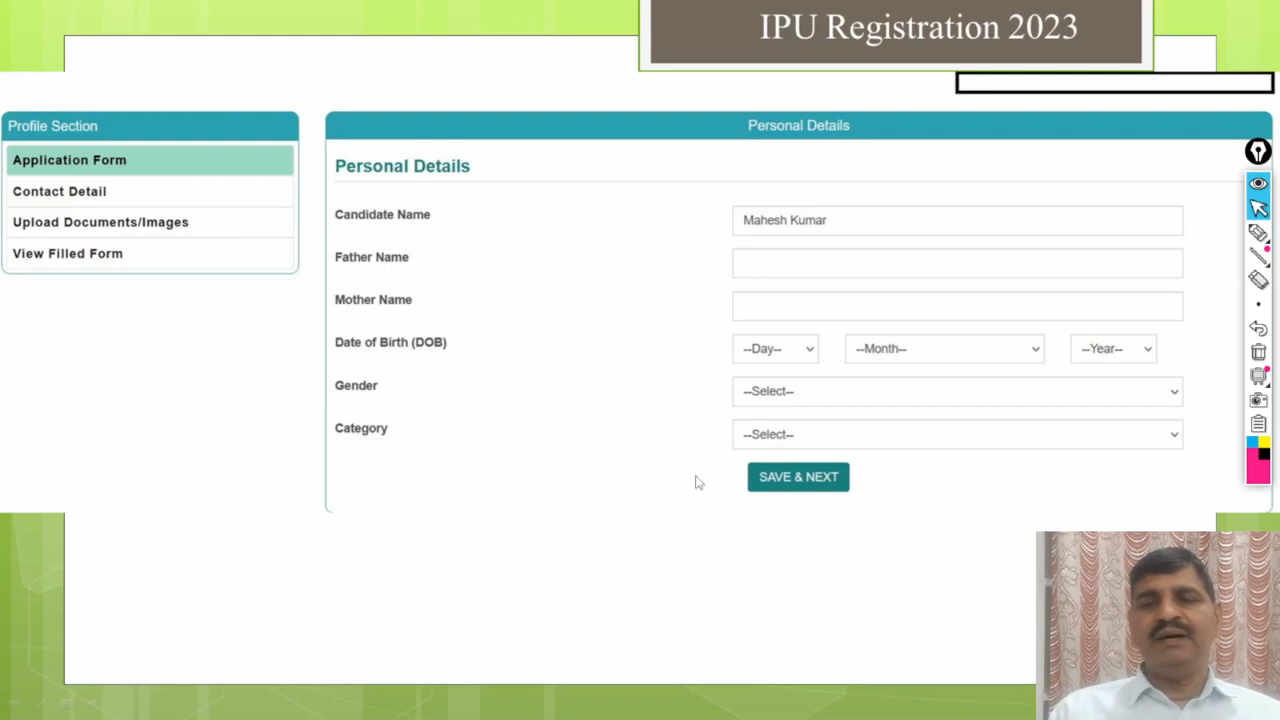 IPU Registration 2023
Profile Section
Application Form
Contact Detail
Upload Documents/Images
View Filled Form
Personal Details
Personal Details
Candidate Name
Mahesh Kumar
Father Name
Mother Name
Date of Birth (DOB)
--Day-- --Month-- --Year--
Gender
--Select--
Category
--Select--
SAVE & NEXT